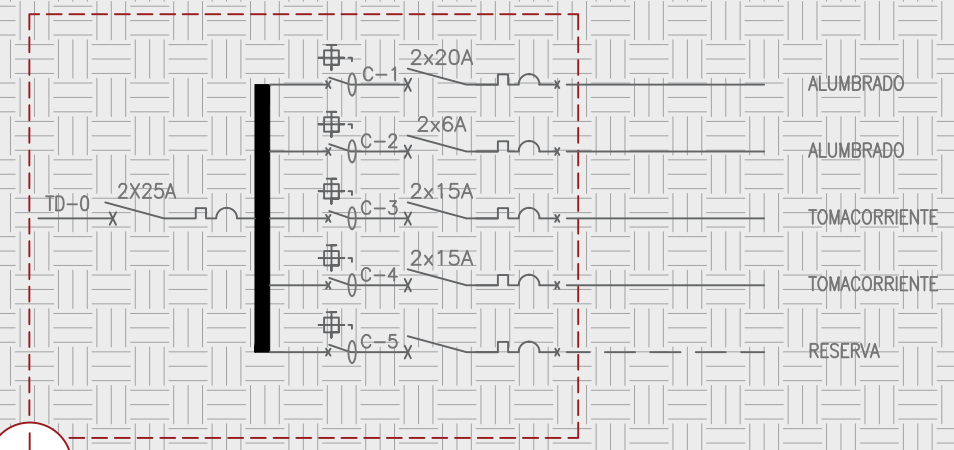 2x20A
C-1
ALUMBRADO
2x6A
C-2
ALUMBRADO
TD-0
2X25A
2x15A
C-3
TOMACORRIENTE
2x15A
C-4
TOMACORRIENTE
C-5
RESERVA